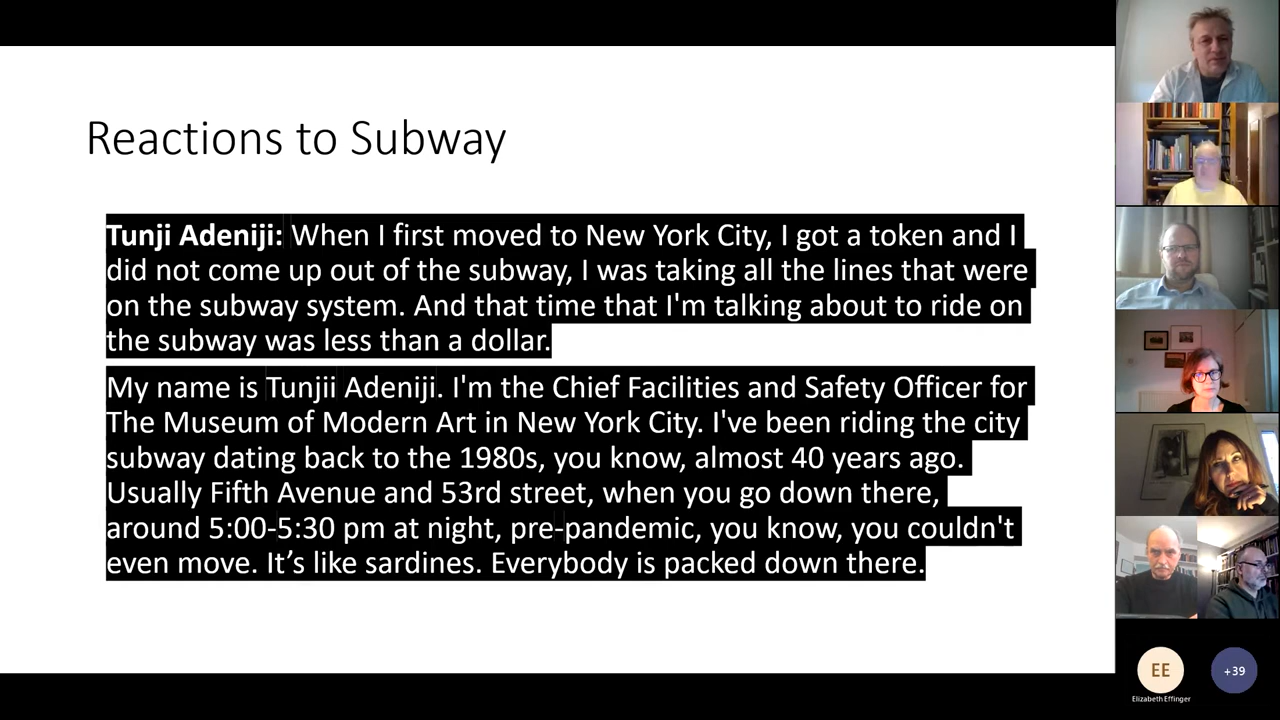 Reactions to Subway
Tunji Adeniji: When I first moved to New York City, I got a token and I
did not come up out of the subway, I was taking all the lines that were
on the subway system. And that time that I'm talking about to ride on
the subway was less than a dollar.
My name is Tunjii Adeniji. I'm the Chief Facilities and Safety Officer for
The Museum of Modern Art in New York City. I've been riding the city
subway dating back to the 1980s, you know, almost 40 years ago.
Usually Fifth Avenue and 53rd street, when you go down there,
around 5:00-5:30 pm at night, pre-pandemic, you know, you couldn't
even move. It’s like sardines. Everybody is packed down there.
EE
+39
Elizabeth Effinger